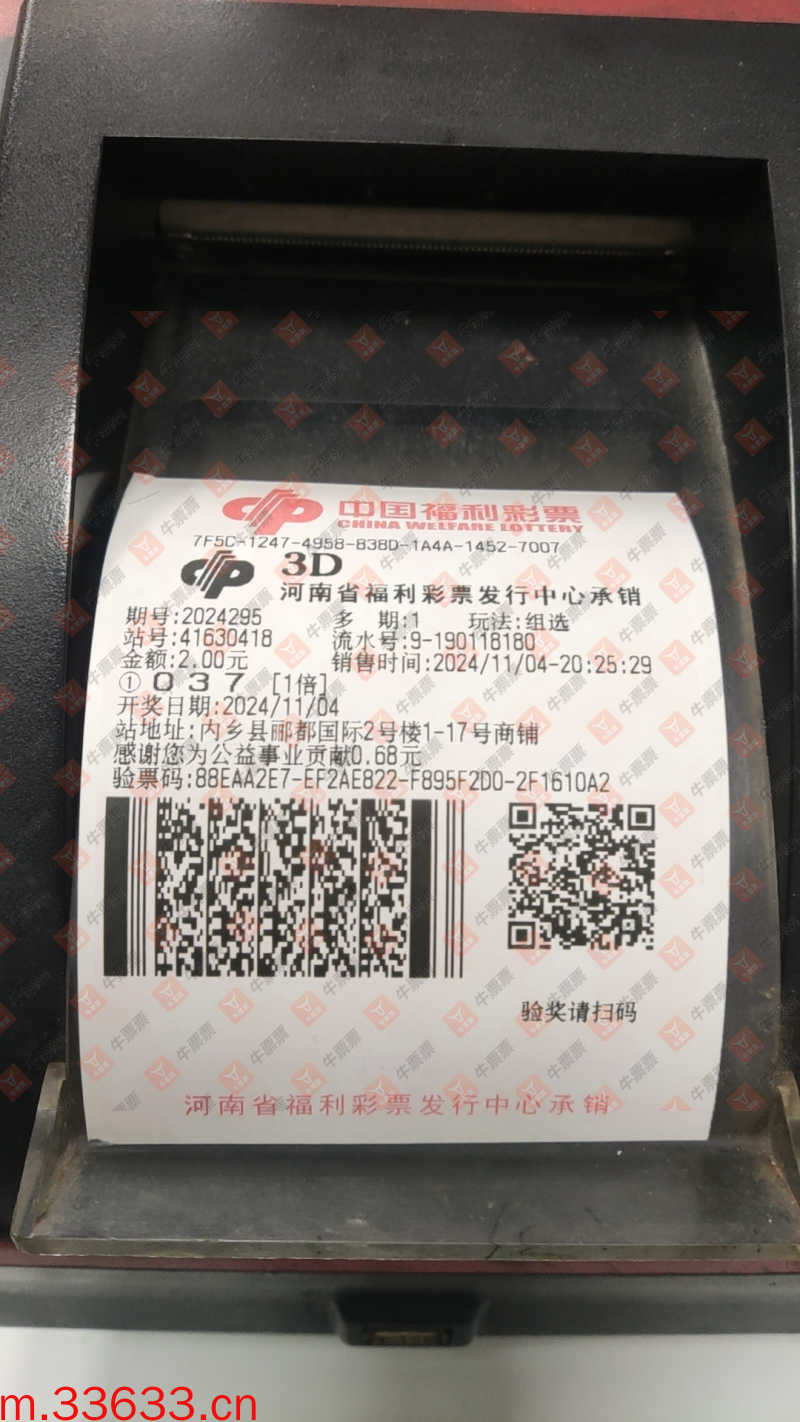 中国福利彩票
CHINA WELFARE LOTTERY
7F5C-1247-4958-838D-1A4A-1452-7007
3D
河南省福利彩票发行中心承销
期号:2024295 多 期:1 玩法:组选
站号:41630418 流水号:9-190118180
金额:2.00元 销售时间:2024/11/04-20:25:29
① 0 3 7 [1倍]
开奖日期:2024/11/04
站地址:内乡县郦都国际2号楼1-17号商铺
感谢您为公益事业贡献0.68元
验票码:88EAA2E7-EF2AE822-F895F2D0-2F1610A2
验奖请扫码
河南省福利彩票发行中心承销
牛票票
m.33633.cn